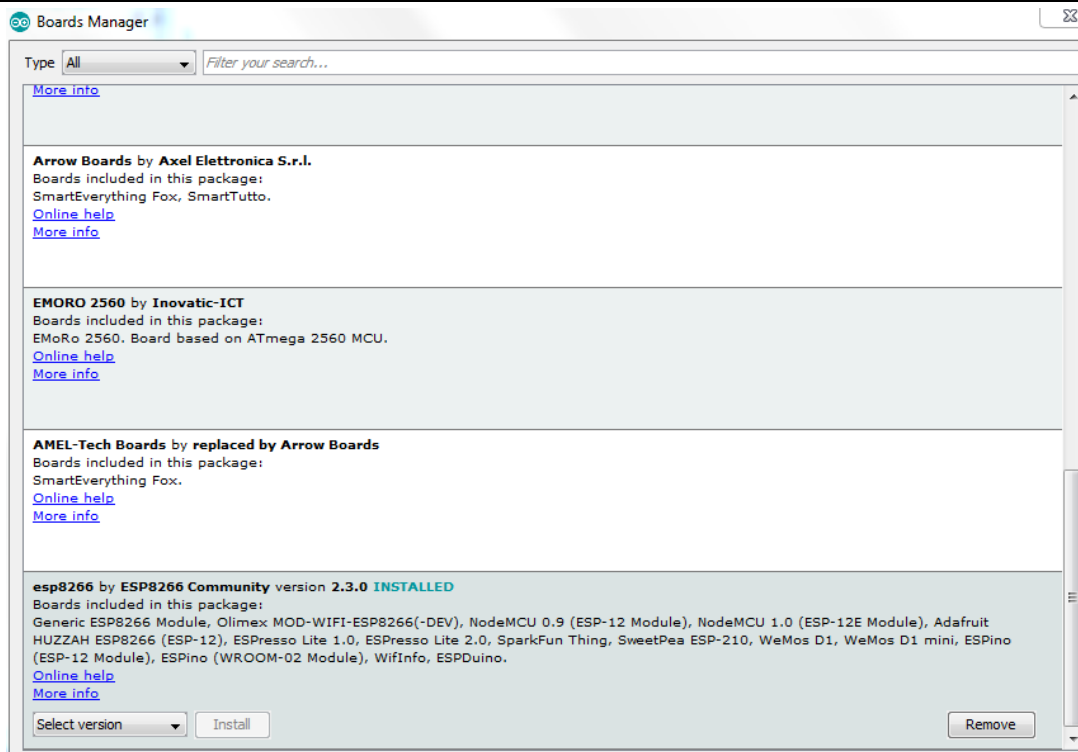 Boards Manager
Type All Filter your search...
More info
Arrow Boards by Axel Elettronica S.r.l.
Boards included in this package:
SmartEverything Fox, SmartTutto.
Online help
More info
EMORO 2560 by Inovatic-ICT
Boards included in this package:
EMoRo 2560. Board based on ATmega 2560 MCU.
Online help
More info
AMEL-Tech Boards by replaced by Arrow Boards
Boards included in this package:
SmartEverything Fox.
Online help
More info
esp8266 by ESP8266 Community version 2.3.0 INSTALLED
Boards included in this package:
Generic ESP8266 Module, Olimex MOD-WIFI-ESP8266(-DEV), NodeMCU 0.9 (ESP-12 Module), NodeMCU 1.0 (ESP-12E Module), Adafruit
HUZZAH ESP8266 (ESP-12), ESPresso Lite 1.0, ESPresso Lite 2.0, SparkFun Thing, SweetPea ESP-210, WeMos D1, WeMos D1 mini, ESPino
(ESP-12 Module), ESPino (WROOM-02 Module), WifInfo, ESPDuino.
Online help
More info
Select version Install Remove